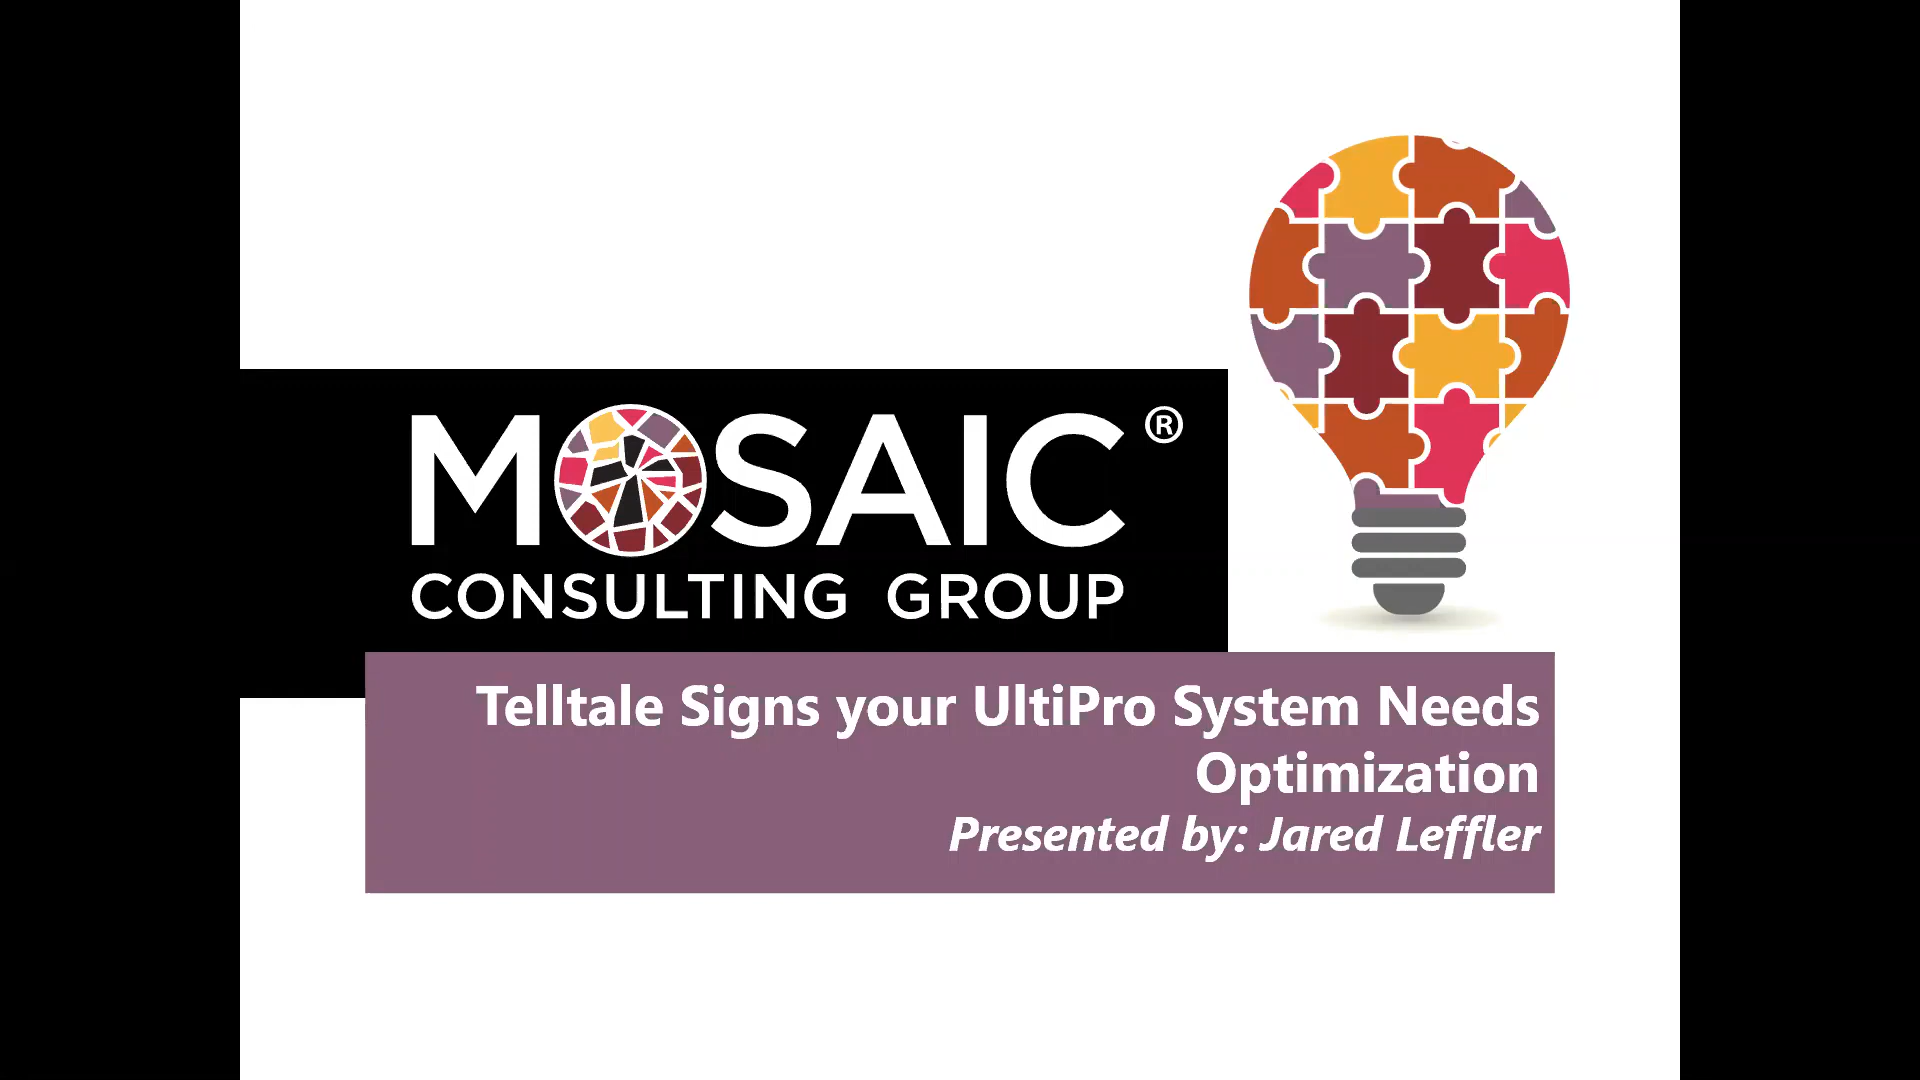 MOSAIC®
CONSULTING GROUP
Telltale Signs your UltiPro System Needs
Optimization
Presented by: Jared Leffler